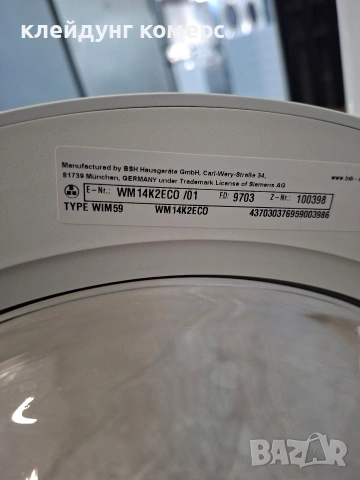 клейдунг комерс
Manufactured by BSH Hausgeräte GmbH, Carl-Wery-Straße 34,
81739 München, GERMANY under Trademark License of Siemens AG
E-Nr.: WM14K2ECO /01 FD: 9703 Z-Nr.: 100398
TYPE WIM59 WM14K2ECO 437030376959003986
BAZAR